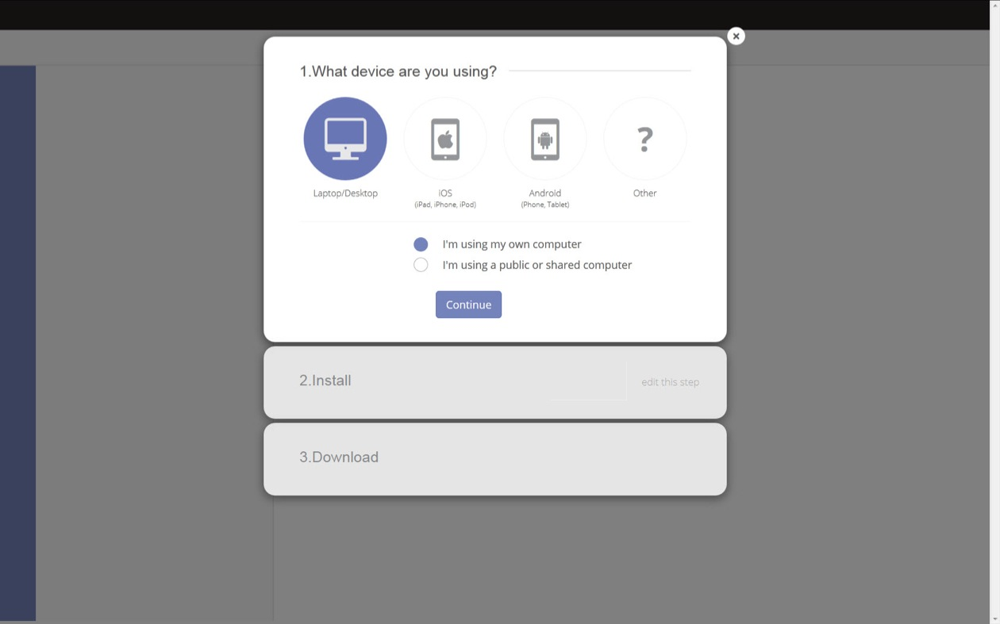 1.What device are you using?
Laptop/Desktop
iOS
(iPad, iPhone, iPod)
Android
(Phone, Tablet)
?
Other
I'm using my own computer
I'm using a public or shared computer
Continue
2.Install
edit this step
3.Download